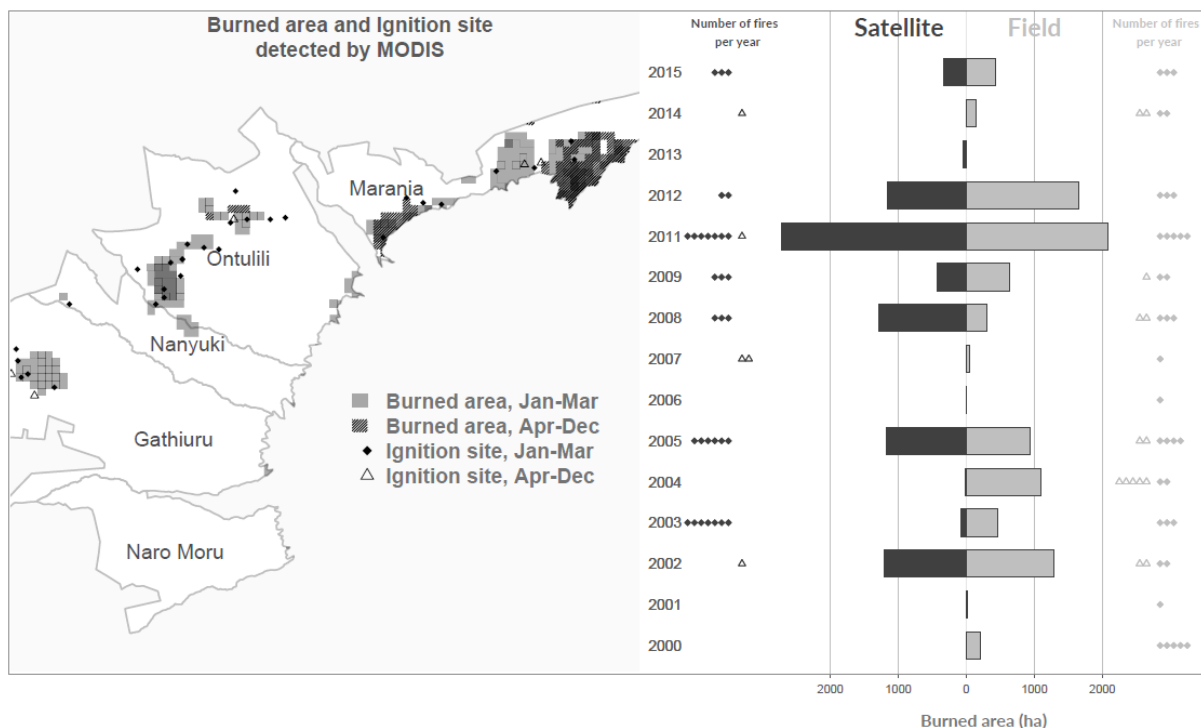 Burned area and Ignition site
detected by MODIS
Marania
Ontulili
Nanyuki
Gathiuru
Naro Moru
Burned area, Jan-Mar
Burned area, Apr-Dec
Ignition site, Jan-Mar
Ignition site, Apr-Dec
Number of fires
per year
Satellite
Field
Number of fires
per year
2015
2014
2013
2012
2011
2009
2008
2007
2006
2005
2004
2003
2002
2001
2000
2000 1000 0 1000 2000
Burned area (ha)